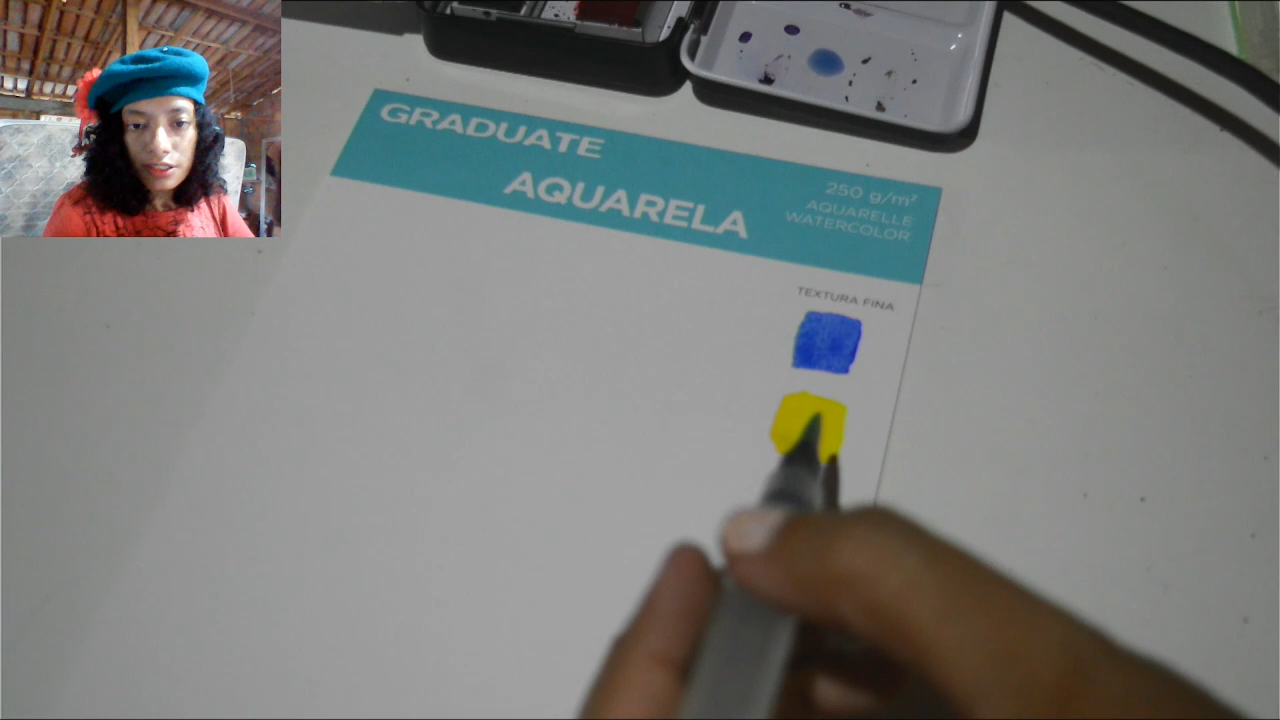 GRADUATE
AQUARELA
250 g/m²
AQUARELLE
WATERCOLOR
TEXTURA FINA